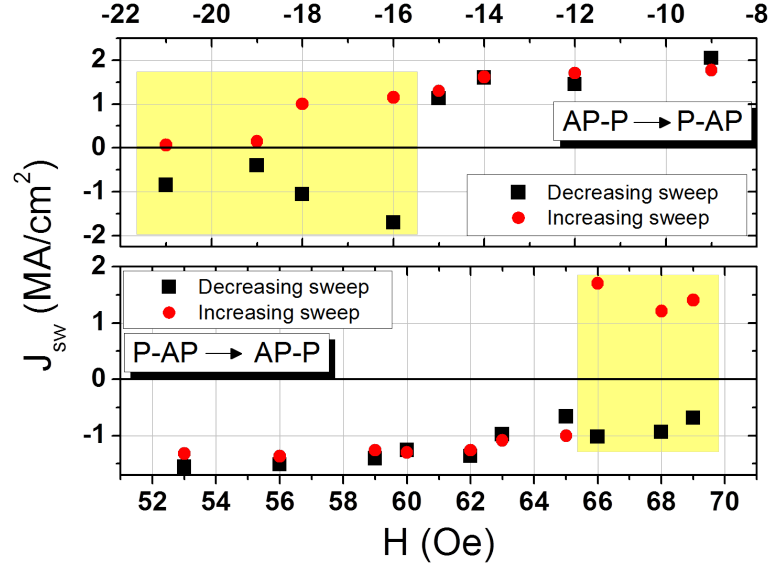 -22 -20 -18 -16 -14 -12 -10 -8
2
1
0
-1
-2
AP-P → P-AP
Decreasing sweep
Increasing sweep
J_sw (MA/cm²)
2
1
0
-1
Decreasing sweep
Increasing sweep
P-AP → AP-P
52 54 56 58 60 62 64 66 68 70
H (Oe)